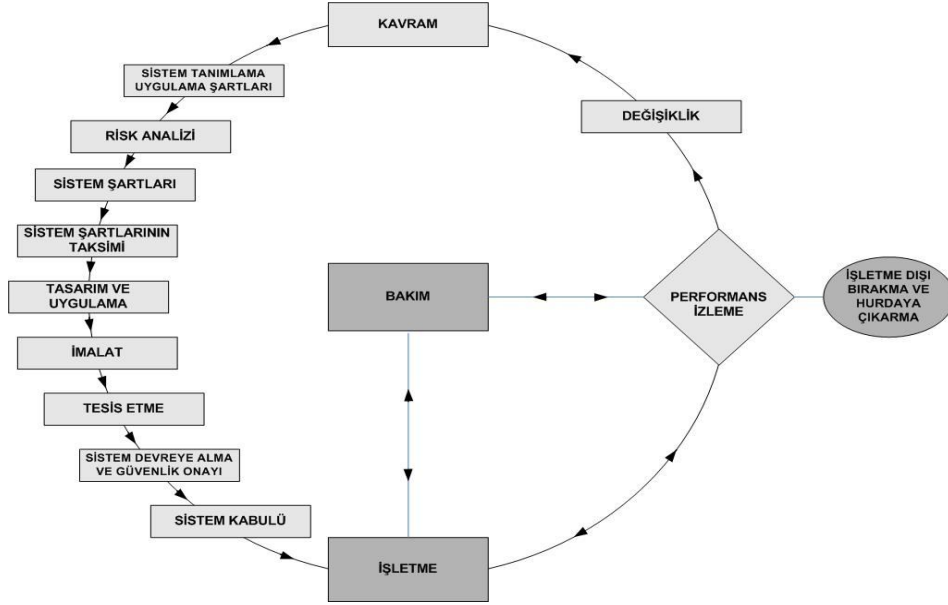 KAVRAM
SİSTEM TANIMLAMA
UYGULAMA ŞARTLARI
RİSK ANALİZİ
SİSTEM ŞARTLARI
SİSTEM ŞARTLARININ
TAKSİMİ
TASARIM VE
UYGULAMA
İMALAT
TESİS ETME
SİSTEM DEVREYE ALMA
VE GÜVENLİK ONAYI
SİSTEM KABULÜ
İŞLETME
BAKIM
PERFORMANS
İZLEME
DEĞİŞİKLİK
İŞLETME DIŞI
BIRAKMA VE
HURDAYA
ÇIKARMA